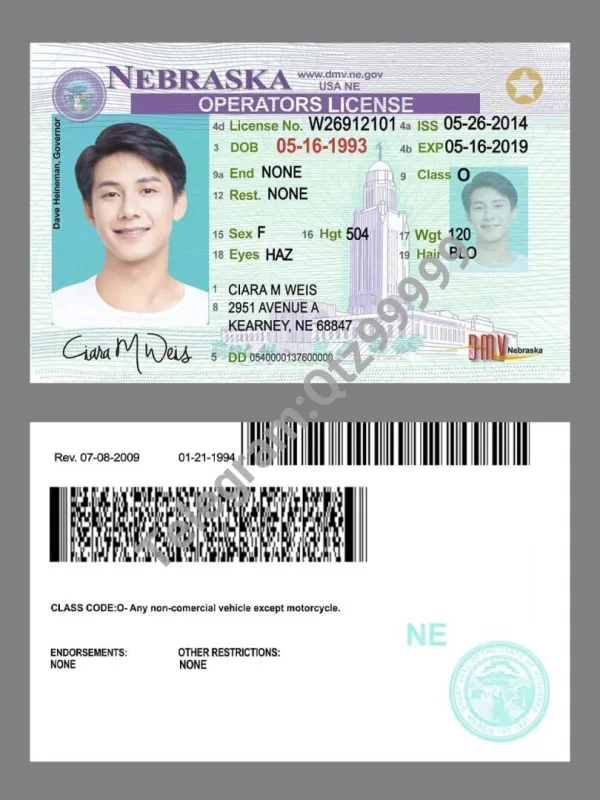 NEBRASKA www.dmv.ne.gov
USA NE
OPERATORS LICENSE
Dave Heineman, Governor
4d License No. W26912101 4a ISS 05-26-2014
3 DOB 05-16-1993 4b EXP 05-16-2019
9a End NONE 9 Class O
12 Rest. NONE
15 Sex F 16 Hgt 504 17 Wgt 120
18 Eyes HAZ 19 Hair BLO
1 CIARA M WEIS
8 2951 AVENUE A
KEARNEY, NE 68847
Ciara M Weis
5 DD 0540000137600000
DMV Nebraska
Telegram:Qtz99999
Rev. 07-08-2009 01-21-1994
CLASS CODE:O- Any non-comercial vehicle except motorcycle.
ENDORSEMENTS: OTHER RESTRICTIONS:
NONE NONE
NE